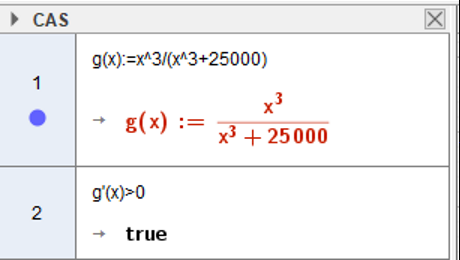 CAS
1
g(x):=x^3/(x^3+25000)
→ g(x) := x³ / (x³ + 25000)
2
g'(x)>0
→ true